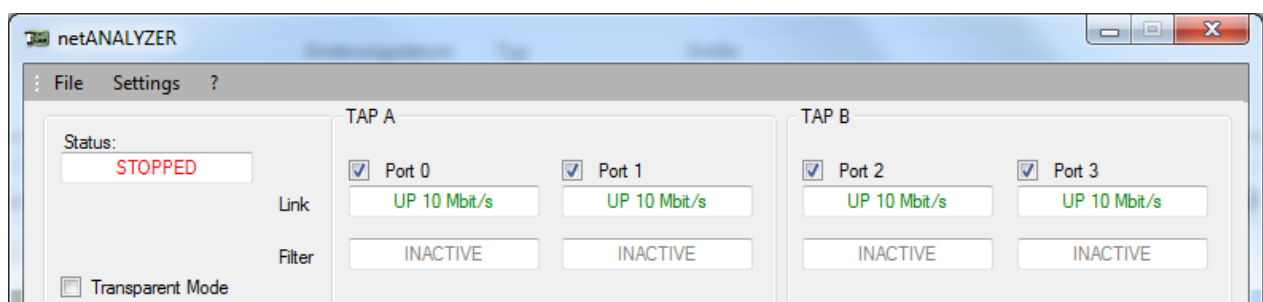 netANALYZER
File Settings ?
TAP A TAP B
Status:
STOPPED
Port 0 Port 1 Port 2 Port 3
Link UP 10 Mbit/s UP 10 Mbit/s UP 10 Mbit/s UP 10 Mbit/s
Filter INACTIVE INACTIVE INACTIVE INACTIVE
Transparent Mode